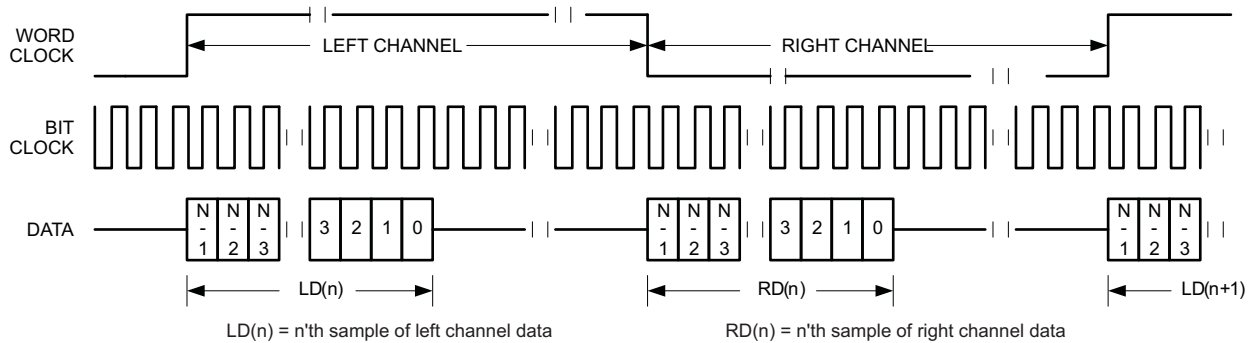 WORD
CLOCK
LEFT CHANNEL
RIGHT CHANNEL
BIT
CLOCK
DATA
N
-
1
N
-
2
N
-
3
3 2 1 0
N
-
1
N
-
2
N
-
3
3 2 1 0
N
-
1
N
-
2
N
-
3
LD(n)
RD(n)
LD(n+1)
LD(n) = n'th sample of left channel data
RD(n) = n'th sample of right channel data